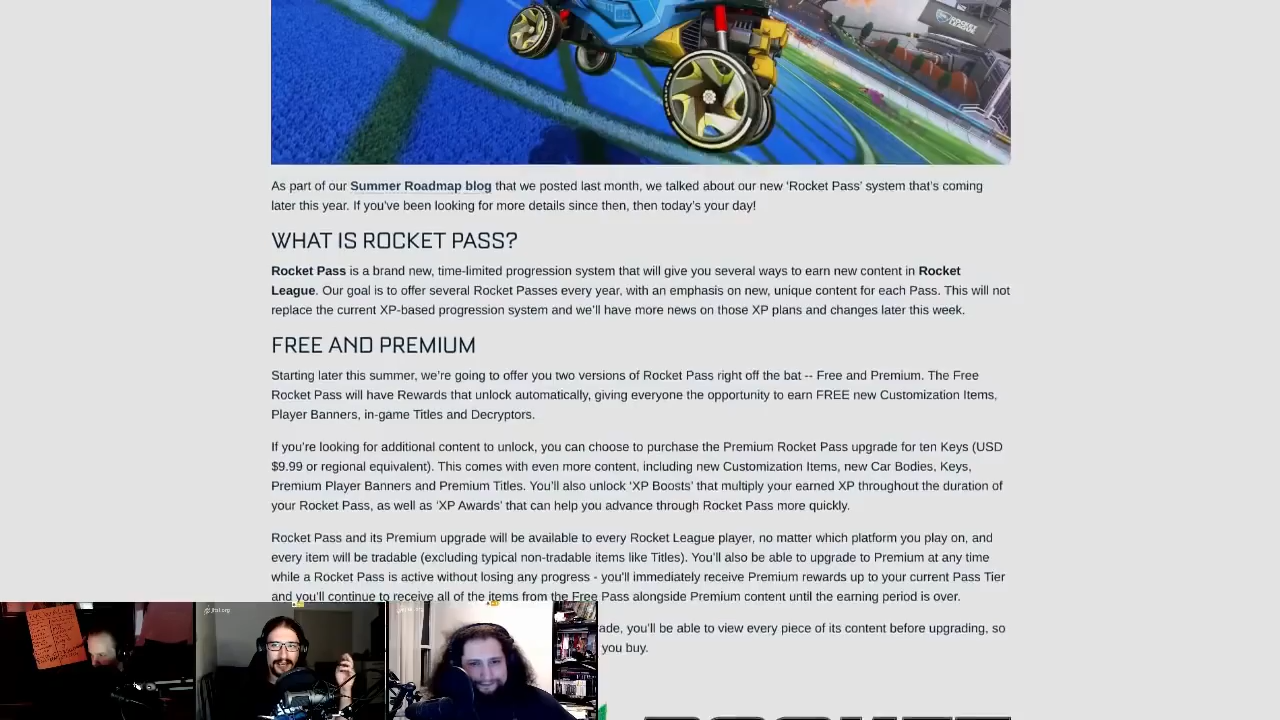 ROCKET
LEAGUE
As part of our Summer Roadmap blog that we posted last month, we talked about our new ‘Rocket Pass’ system that’s coming
later this year. If you’ve been looking for more details since then, then today’s your day!
WHAT IS ROCKET PASS?
Rocket Pass is a brand new, time-limited progression system that will give you several ways to earn new content in Rocket
League. Our goal is to offer several Rocket Passes every year, with an emphasis on new, unique content for each Pass. This will not
replace the current XP-based progression system and we’ll have more news on those XP plans and changes later this week.
FREE AND PREMIUM
Starting later this summer, we’re going to offer you two versions of Rocket Pass right off the bat -- Free and Premium. The Free
Rocket Pass will have Rewards that unlock automatically, giving everyone the opportunity to earn FREE new Customization Items,
Player Banners, in-game Titles and Decryptors.
If you’re looking for additional content to unlock, you can choose to purchase the Premium Rocket Pass upgrade for ten Keys (USD
$9.99 or regional equivalent). This comes with even more content, including new Customization Items, new Car Bodies, Keys,
Premium Player Banners and Premium Titles. You’ll also unlock ‘XP Boosts’ that multiply your earned XP throughout the duration of
your Rocket Pass, as well as ‘XP Awards’ that can help you advance through Rocket Pass more quickly.
Rocket Pass and its Premium upgrade will be available to every Rocket League player, no matter which platform you play on, and
every item will be tradable (excluding typical non-tradable items like Titles). You’ll also be able to upgrade to Premium at any time
while a Rocket Pass is active without losing any progress - you’ll immediately receive Premium rewards up to your current Pass Tier
and you’ll continue to receive all of the items from the Free Pass alongside Premium content until the earning period is over.
ade, you’ll be able to view every piece of its content before upgrading, so
you buy.